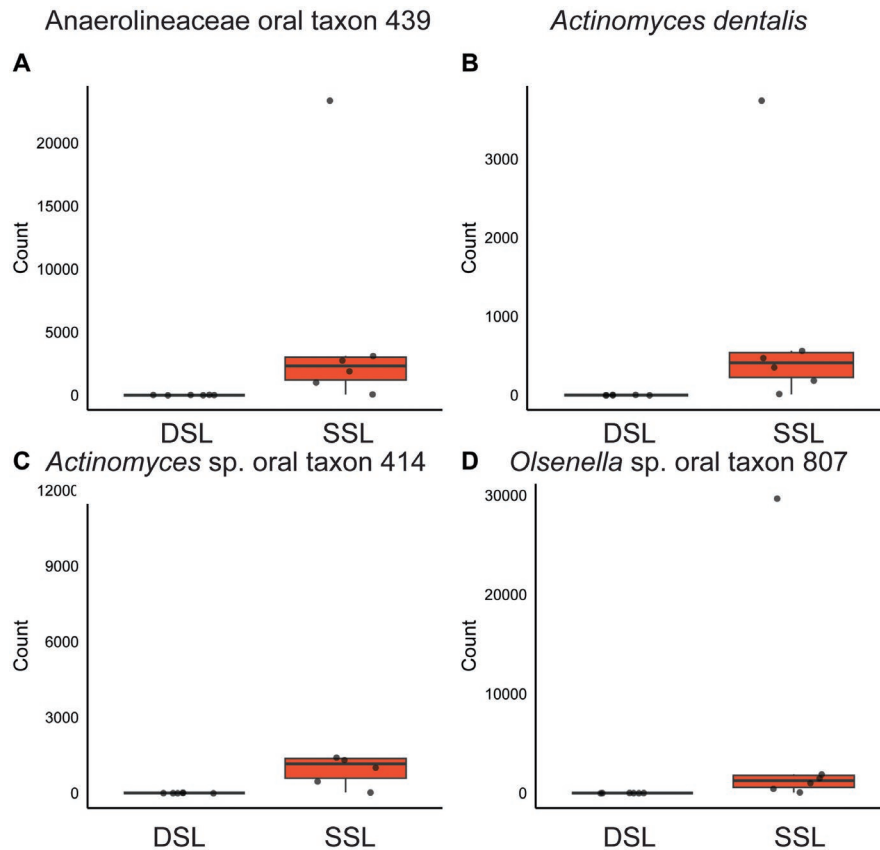 Anaerolineaceae oral taxon 439
Actinomyces dentalis
A
B
20000
15000
10000
5000
0
Count
DSL
SSL
3000
2000
1000
0
Count
DSL
SSL
C
Actinomyces sp. oral taxon 414
D
Olsenella sp. oral taxon 807
12000
9000
6000
3000
0
Count
DSL
SSL
30000
20000
10000
0
Count
DSL
SSL